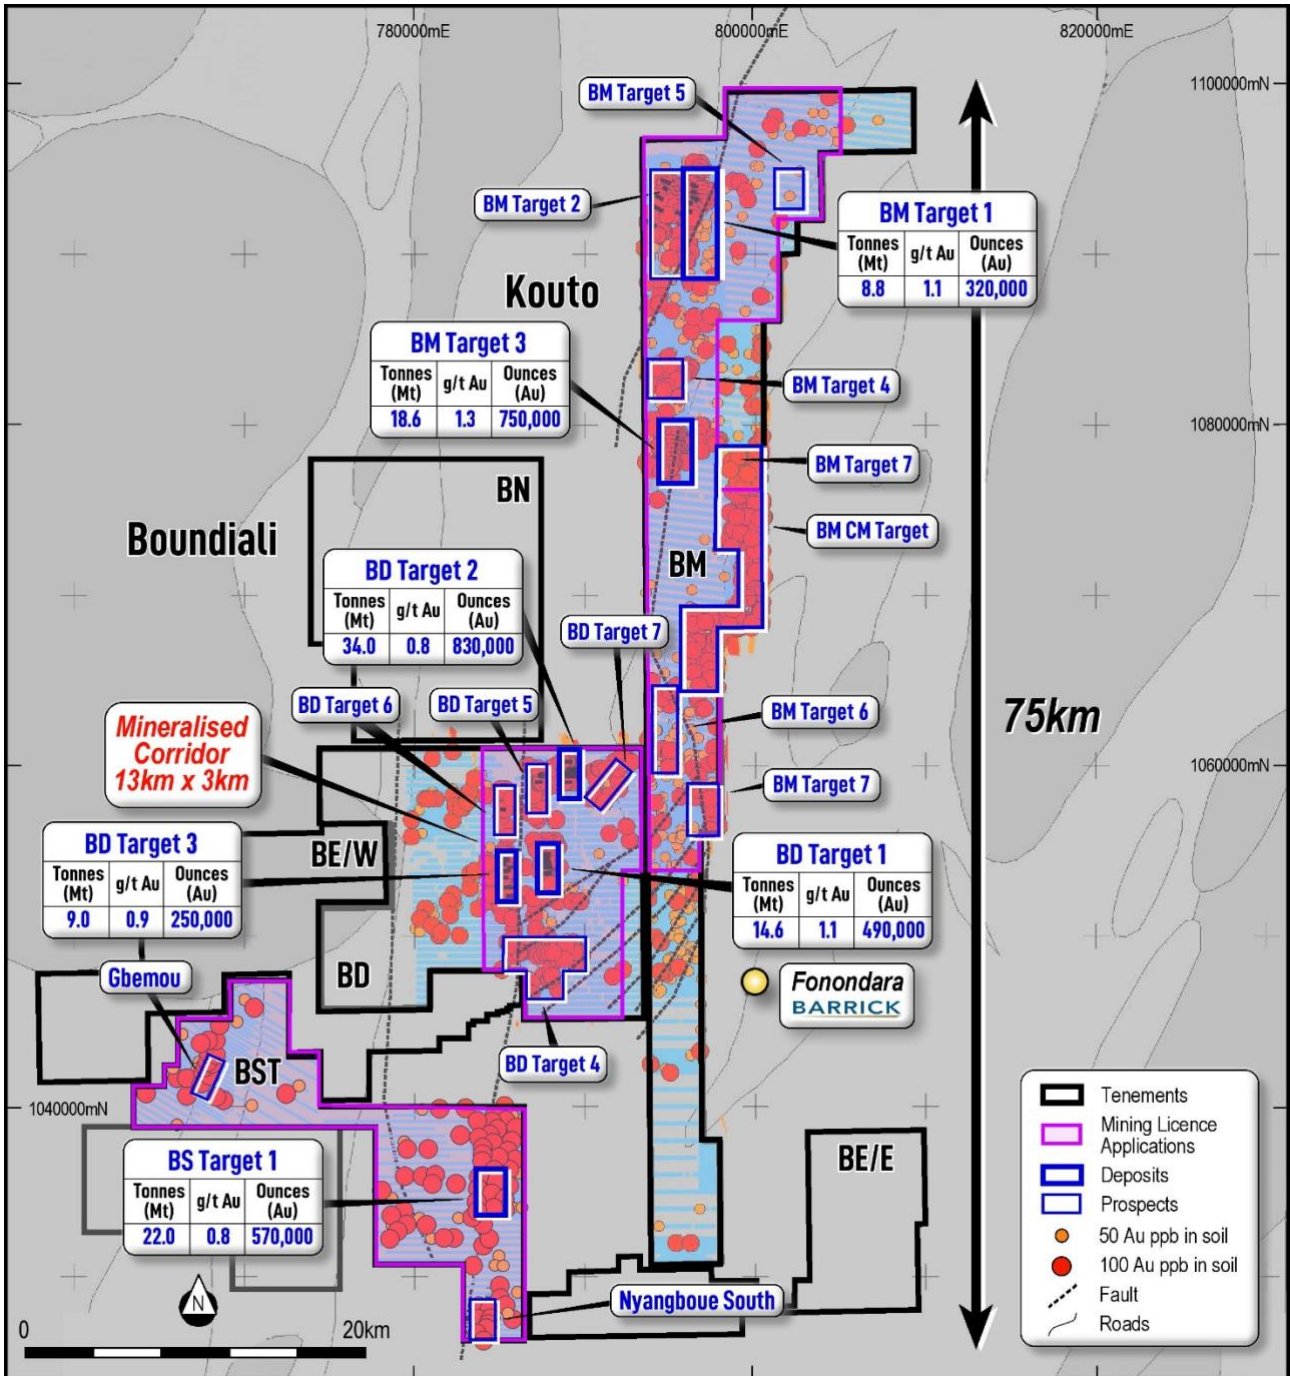 780000mE
800000mE
820000mE
1100000mN
BM Target 5
BM Target 2
BM Target 1
Tonnes (Mt) g/t Au Ounces (Au)
8.8 1.1 320,000
Kouto
BM Target 3
Tonnes (Mt) g/t Au Ounces (Au)
18.6 1.3 750,000
BM Target 4
1080000mN
BM Target 7
BN
BM CM Target
Boundiali
BM
BD Target 2
Tonnes (Mt) g/t Au Ounces (Au)
34.0 0.8 830,000
BD Target 7
BD Target 6
BD Target 5
BM Target 6
75km
Mineralised
Corridor
13km x 3km
1060000mN
BM Target 7
BD Target 3
Tonnes (Mt) g/t Au Ounces (Au)
9.0 0.9 250,000
BE/W
BD Target 1
Tonnes (Mt) g/t Au Ounces (Au)
14.6 1.1 490,000
Gbemou
BD
Fonondara
BARRICK
BST
BD Target 4
1040000mN
BS Target 1
Tonnes (Mt) g/t Au Ounces (Au)
22.0 0.8 570,000
BE/E
Nyangboue South
N
0 20km
Tenements
Mining Licence
Applications
Deposits
Prospects
50 Au ppb in soil
100 Au ppb in soil
Fault
Roads